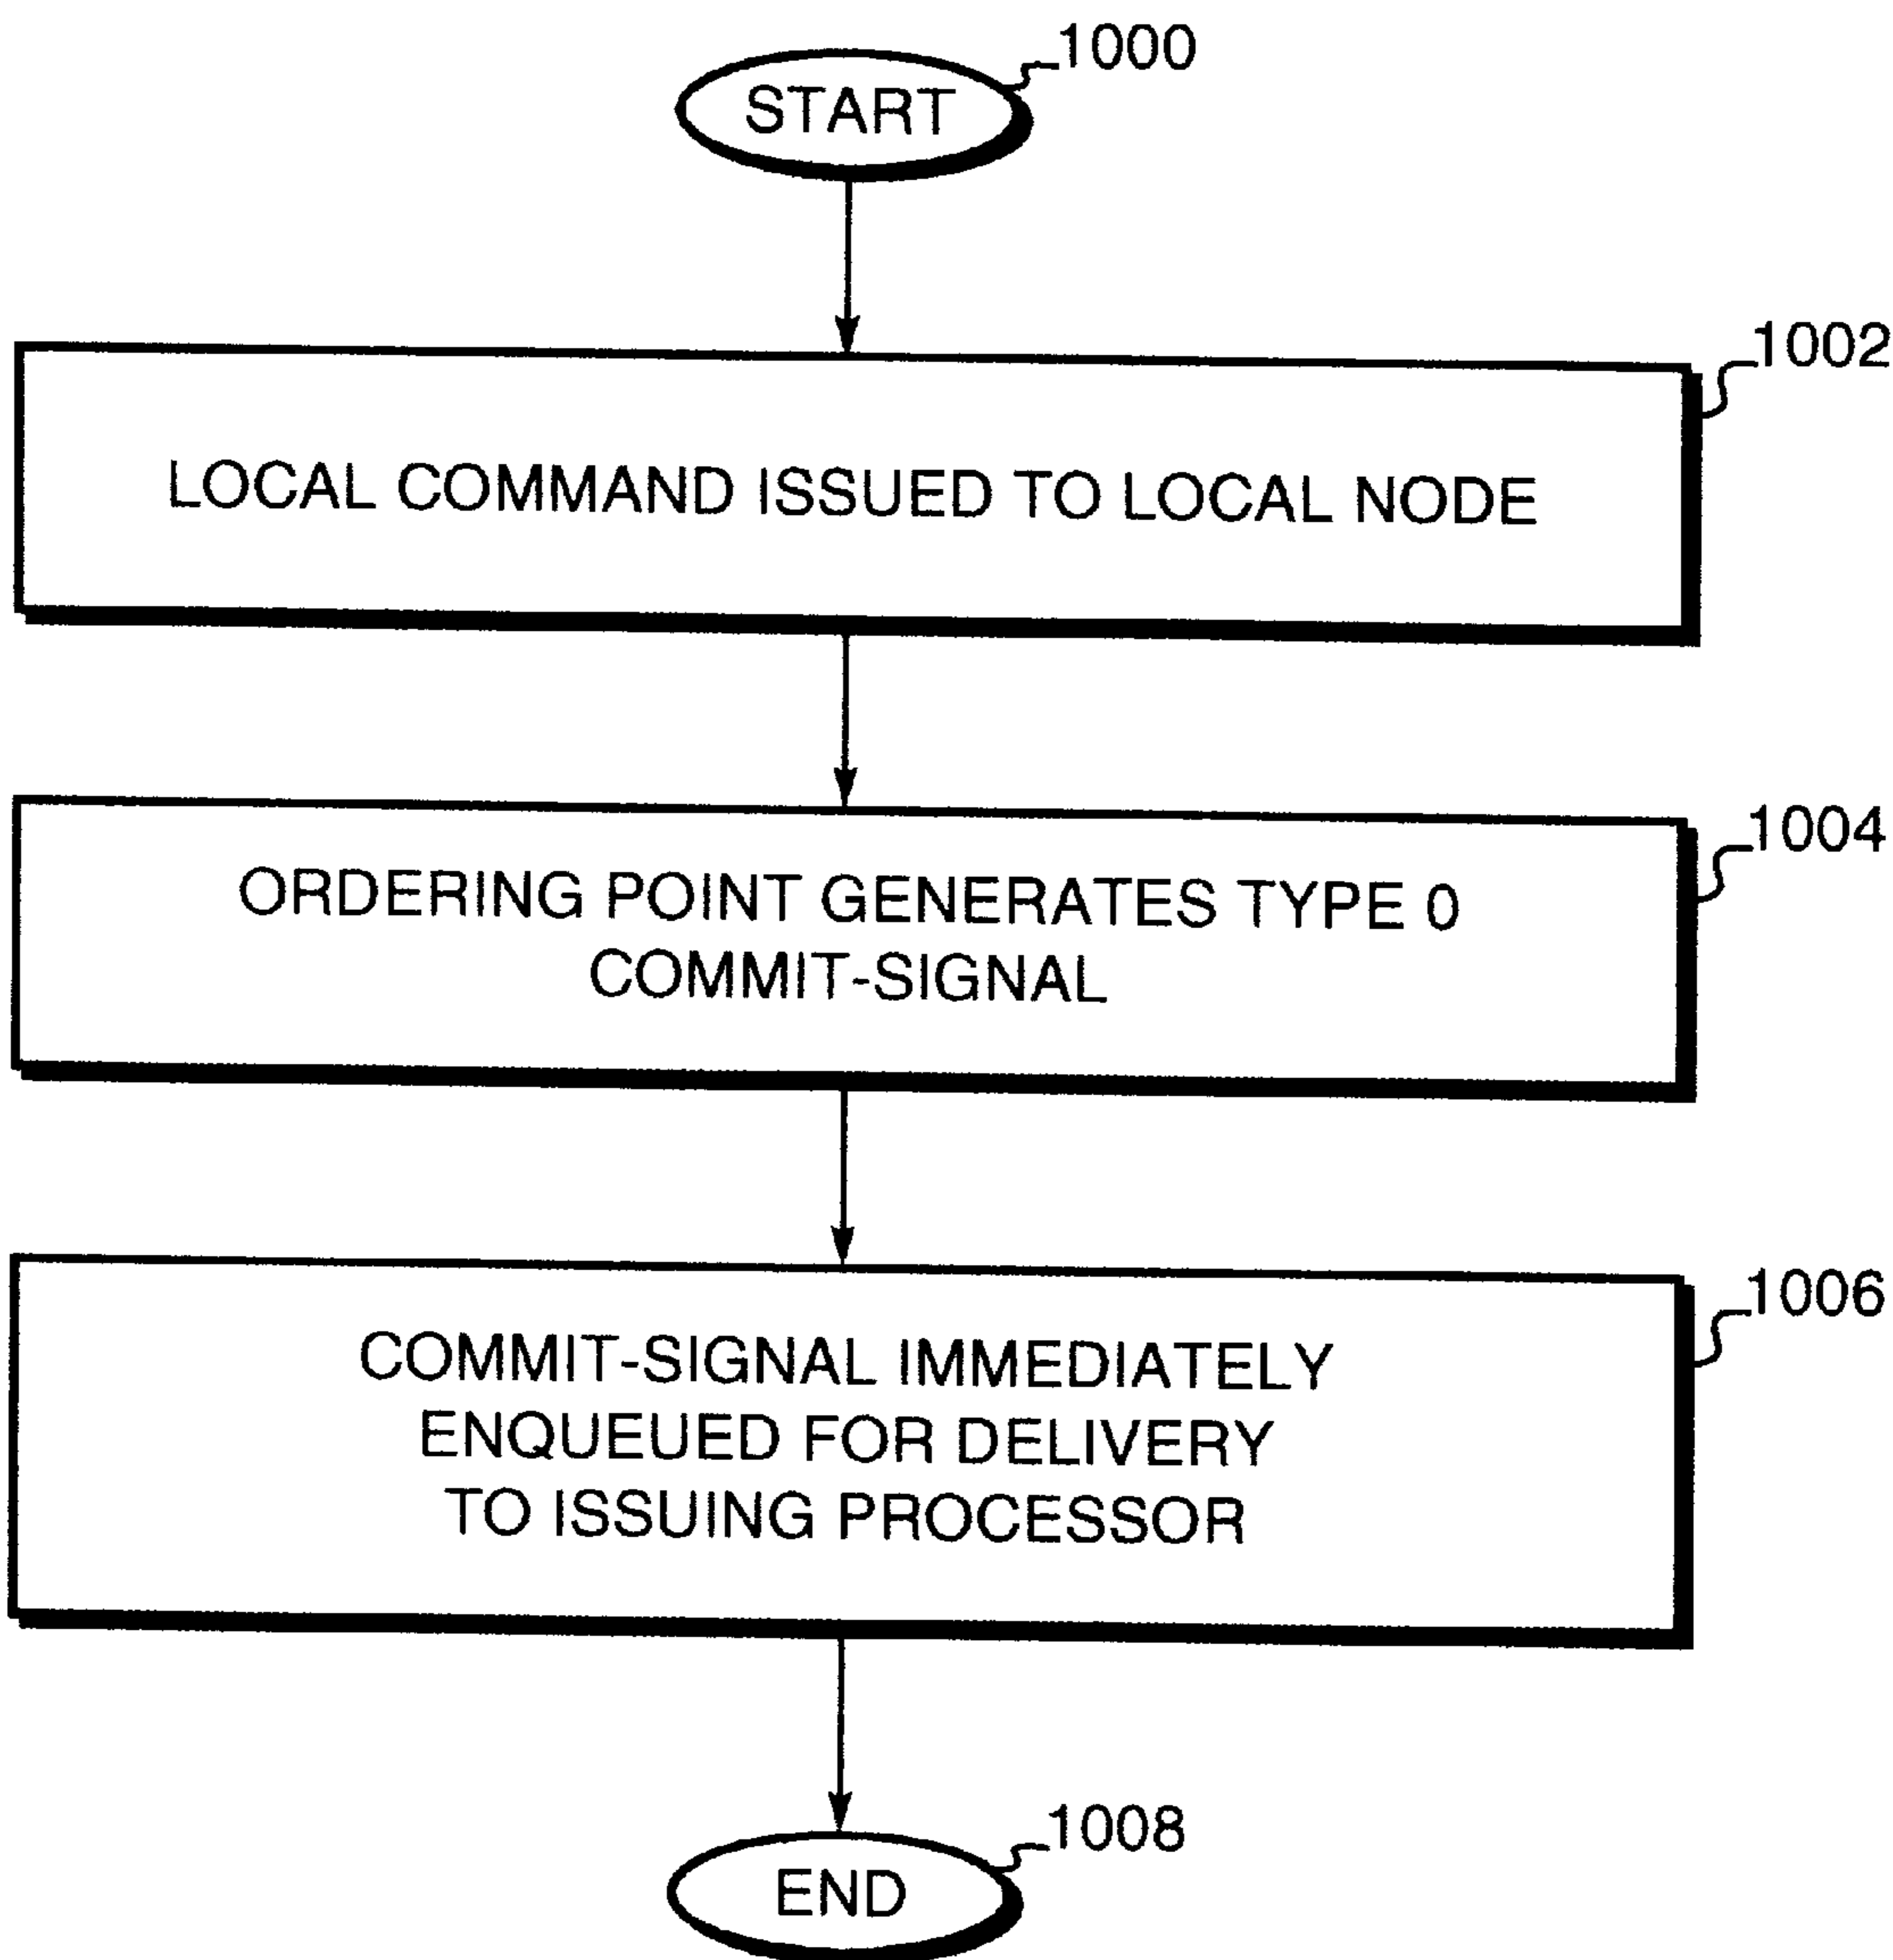 1000
START
1002
LOCAL COMMAND ISSUED TO LOCAL NODE
1004
ORDERING POINT GENERATES TYPE 0
COMMIT-SIGNAL
1006
COMMIT-SIGNAL IMMEDIATELY
ENQUEUED FOR DELIVERY
TO ISSUING PROCESSOR
1008
END